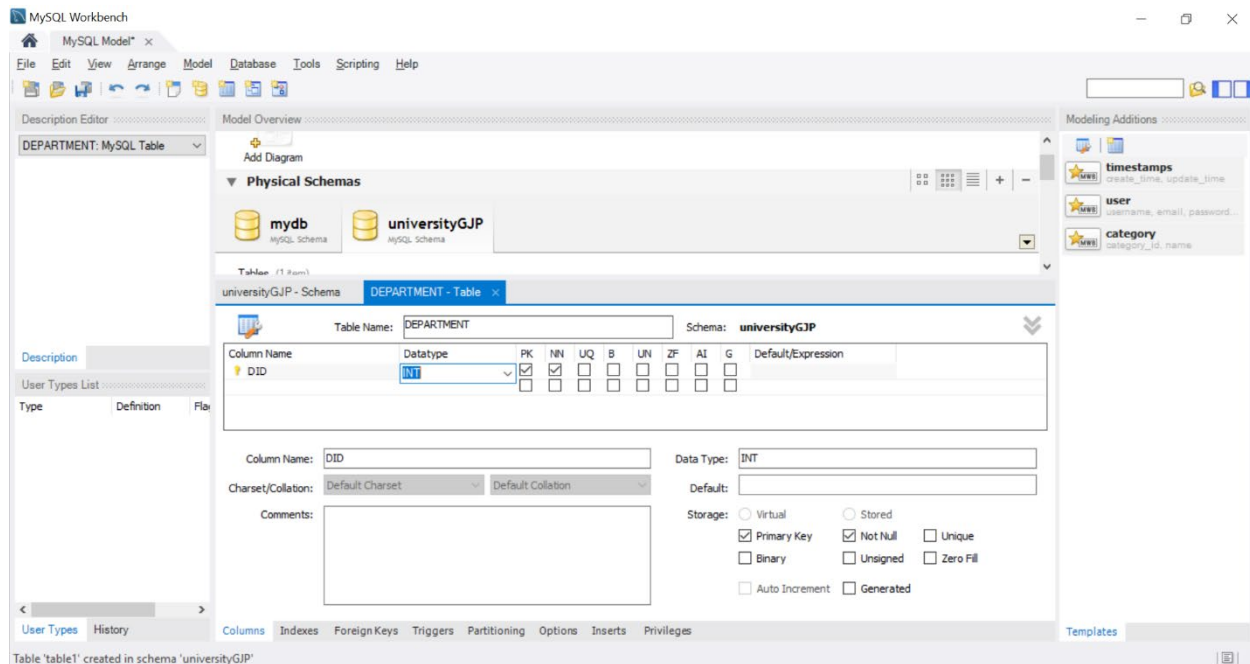 MySQL Workbench
MySQL Model* ×
File Edit View Arrange Model Database Tools Scripting Help
Description Editor
DEPARTMENT: MySQL Table
Description
User Types List
Type Definition Flag
User Types History
Model Overview
Add Diagram
Physical Schemas
mydb
MySQL Schema
universityGJP
MySQL Schema
Tables (1 item)
universityGJP - Schema DEPARTMENT - Table ×
Table Name: DEPARTMENT Schema: universityGJP
Column Name Datatype PK NN UQ B UN ZF AI G Default/Expression
DID INT
Column Name: DID Data Type: INT
Charset/Collation: Default Charset Default Collation Default:
Comments: Storage: Virtual Stored
Primary Key Not Null Unique
Binary Unsigned Zero Fill
Auto Increment Generated
Columns Indexes Foreign Keys Triggers Partitioning Options Inserts Privileges
Modeling Additions
timestamps
create_time, update_time
user
username, email, password...
category
category_id, name
Templates
Table 'table1' created in schema 'universityGJP'